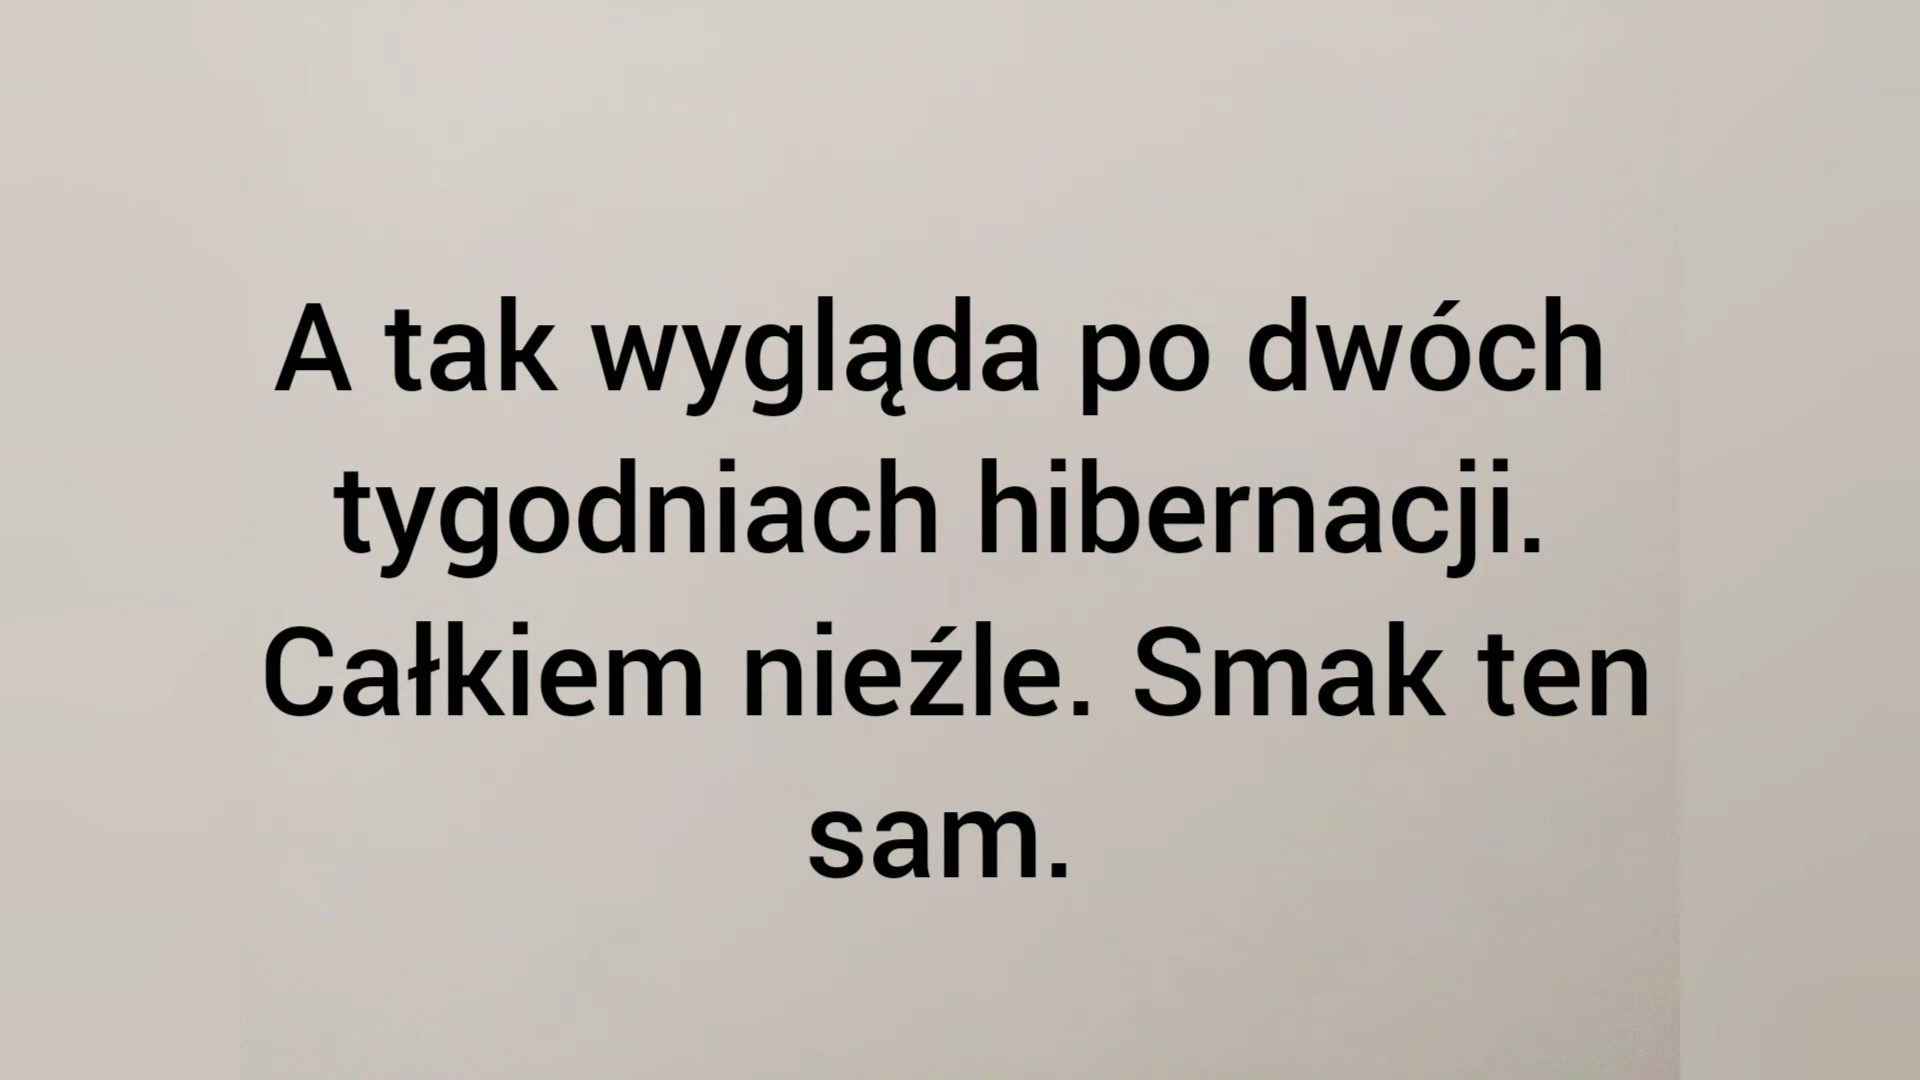 A tak wygląda po dwóch
tygodniach hibernacji.
Całkiem nieźle. Smak ten
sam.